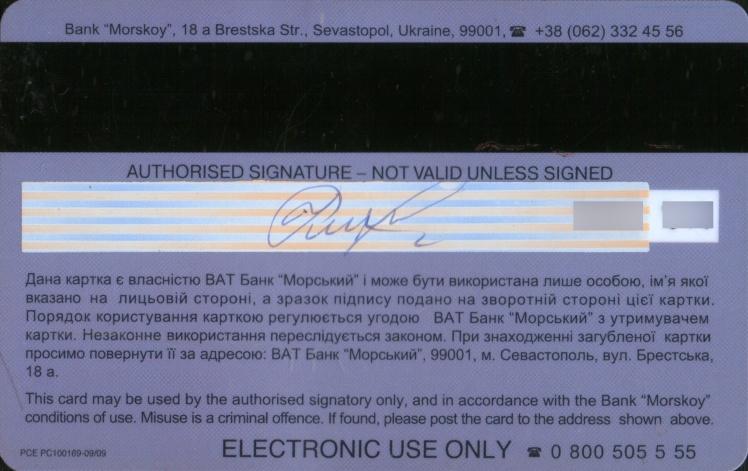 Bank “Morskoy”, 18 a Brestska Str., Sevastopol, Ukraine, 99001, ☎ +38 (062) 332 45 56
AUTHORISED SIGNATURE – NOT VALID UNLESS SIGNED
Дана картка є власністю ВАТ Банк “Морський” і може бути використана лише особою, ім’я якої
вказано на лицьовій стороні, а зразок підпису подано на зворотній стороні цієї картки.
Порядок користування карткою регулюється угодою ВАТ Банк “Морський” з утримувачем
картки. Незаконне використання переслідується законом. При знаходженні загубленої картки
просимо повернути її за адресою: ВАТ Банк “Морський”, 99001, м. Севастополь, вул. Брестська,
18 а.
This card may be used by the authorised signatory only, and in accordance with the Bank “Morskoy”
conditions of use. Misuse is a criminal offence. If found, please post the card to the address shown above.
PCE PC100169-09/09
ELECTRONIC USE ONLY ☎ 0 800 505 5 55